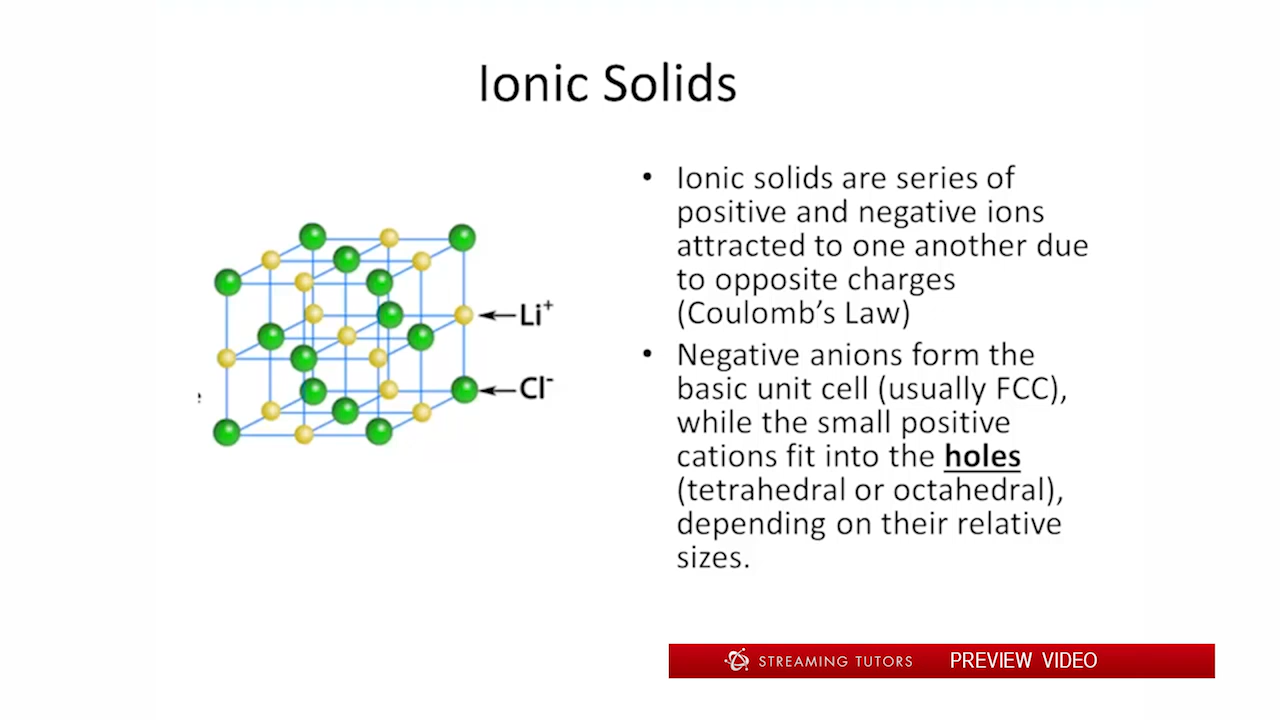 Ionic Solids
• Ionic solids are series of
positive and negative ions
attracted to one another due
to opposite charges
(Coulomb’s Law)
• Negative anions form the
basic unit cell (usually FCC),
while the small positive
cations fit into the holes
(tetrahedral or octahedral),
depending on their relative
sizes.
Li⁺
Cl⁻
STREAMING TUTORS PREVIEW VIDEO